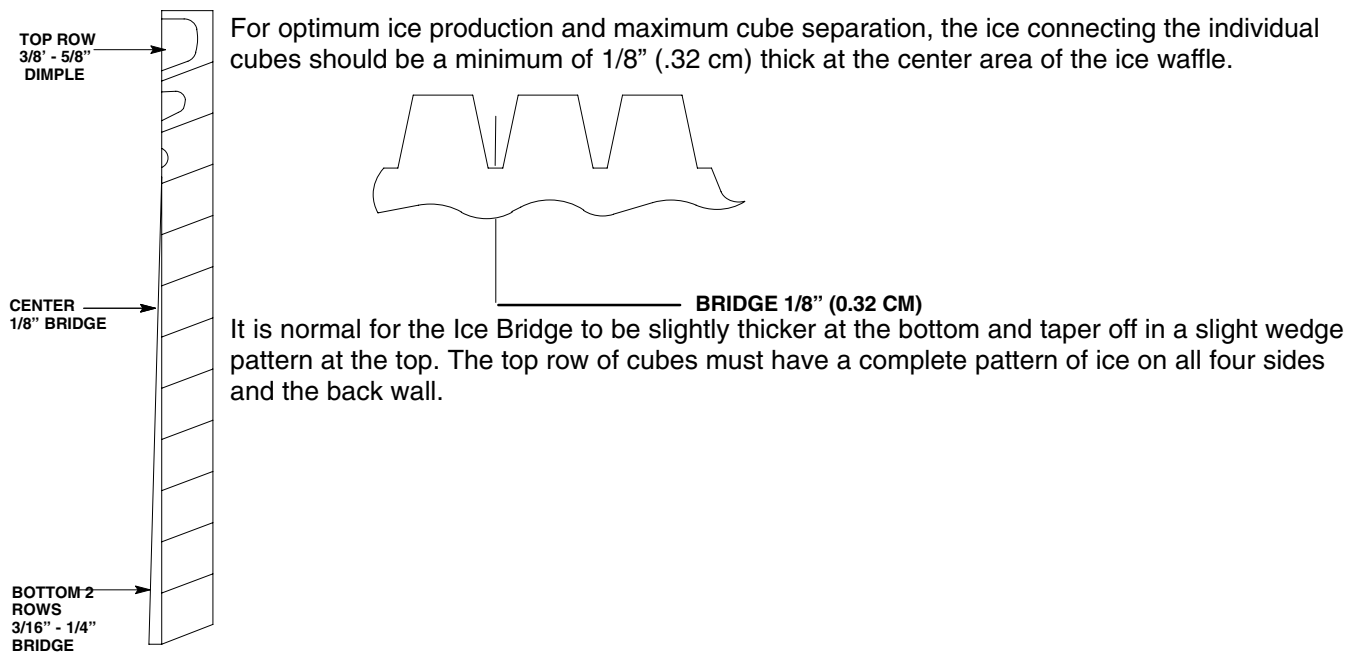 For optimum ice production and maximum cube separation, the ice connecting the individual
cubes should be a minimum of 1/8” (.32 cm) thick at the center area of the ice waffle.
TOP ROW
3/8’ - 5/8”
DIMPLE
CENTER
1/8” BRIDGE
BRIDGE 1/8” (0.32 CM)
It is normal for the Ice Bridge to be slightly thicker at the bottom and taper off in a slight wedge
pattern at the top. The top row of cubes must have a complete pattern of ice on all four sides
and the back wall.
BOTTOM 2
ROWS
3/16” - 1/4”
BRIDGE